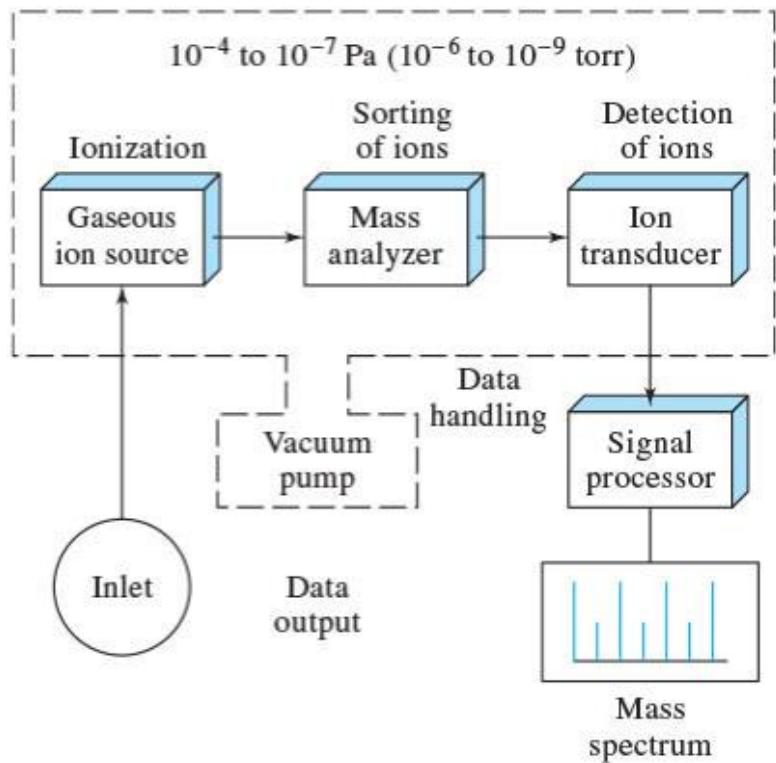 10⁻⁴ to 10⁻⁷ Pa (10⁻⁶ to 10⁻⁹ torr)
Ionization
Sorting
of ions
Detection
of ions
Gaseous
ion source
Mass
analyzer
Ion
transducer
Data
handling
Vacuum
pump
Signal
processor
Inlet
Data
output
Mass
spectrum